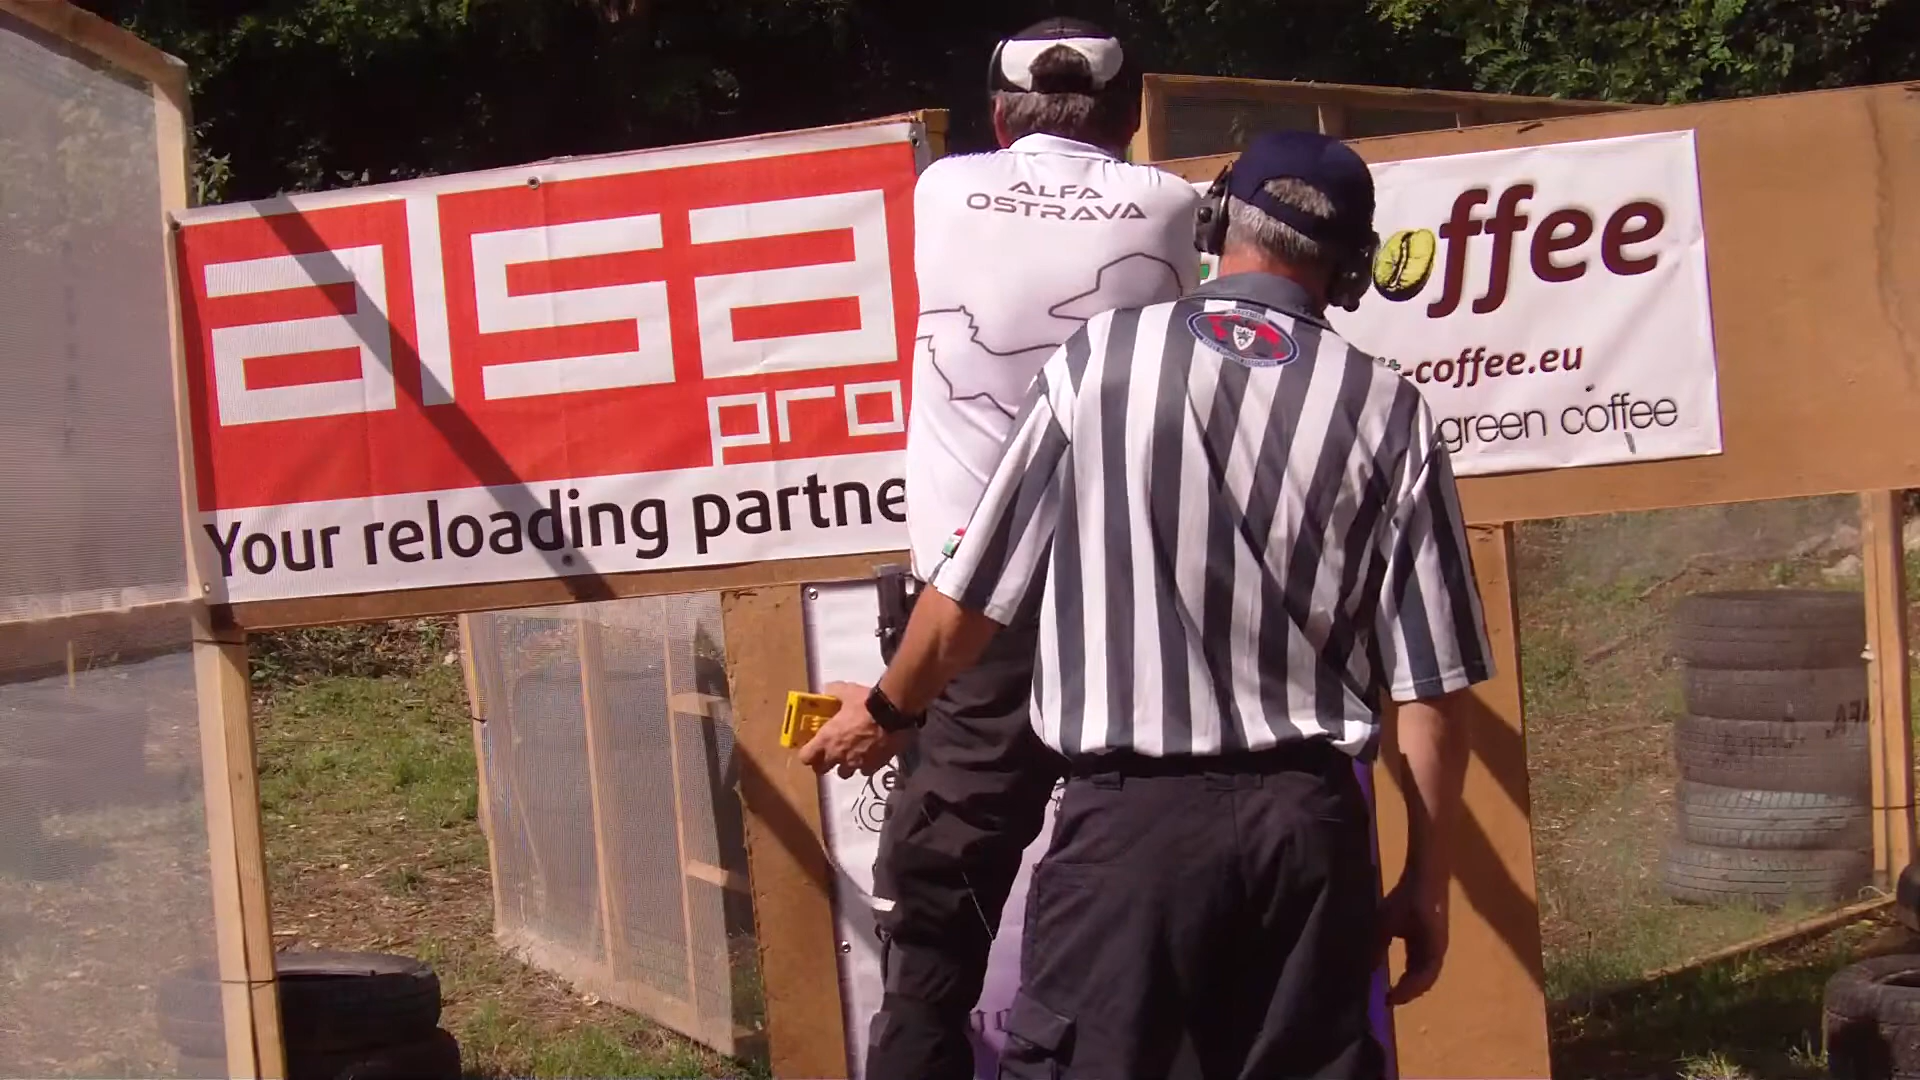 alsa
pro
Your reloading partne
ALFA
OSTRAVA
offee
t-coffee.eu
green coffee